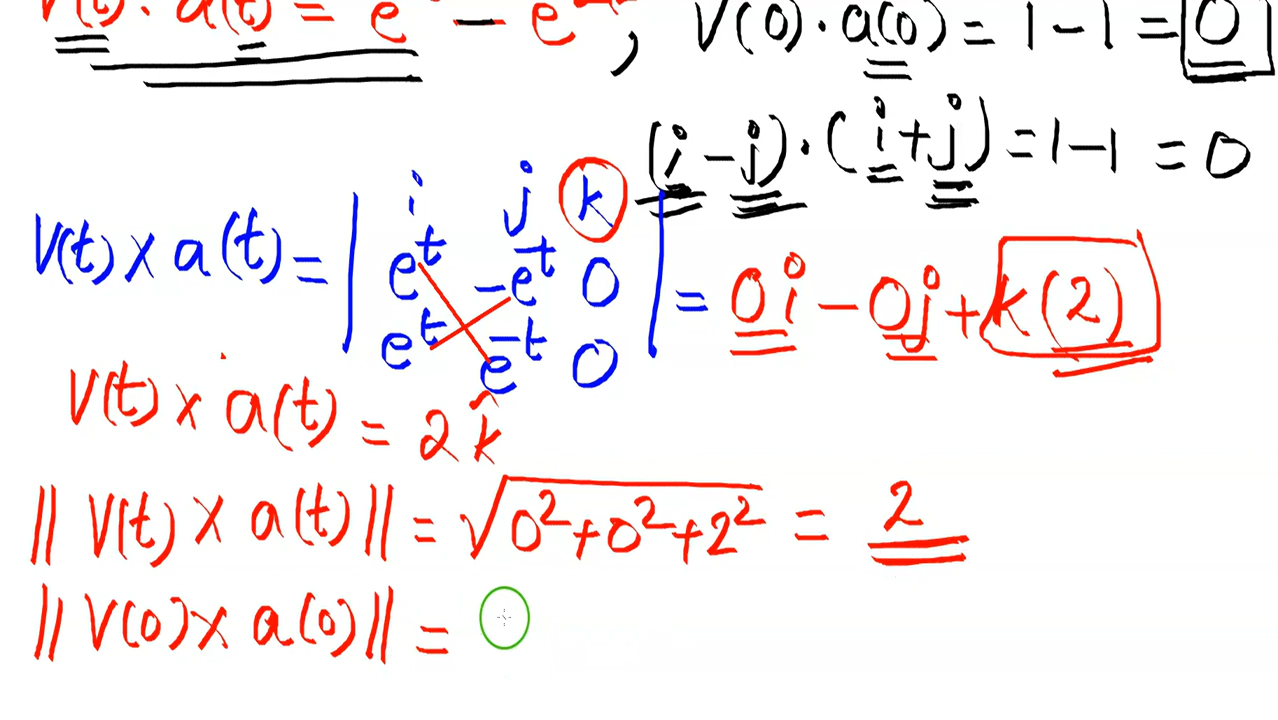 V(t) · a(t) = e − e
, V(0) · a(0) = 1 − 1 = 0
(i − j) · (i + j) = 1 − 1 = 0
V(t) × a(t) = | i j k
e^t −e^−t 0
e^t e^−t 0 | = 0i − 0j + k(2)
V(t) × a(t) = 2k̂
|| V(t) × a(t) || = √(0² + 0² + 2²) = 2
|| V(0) × a(0) || =